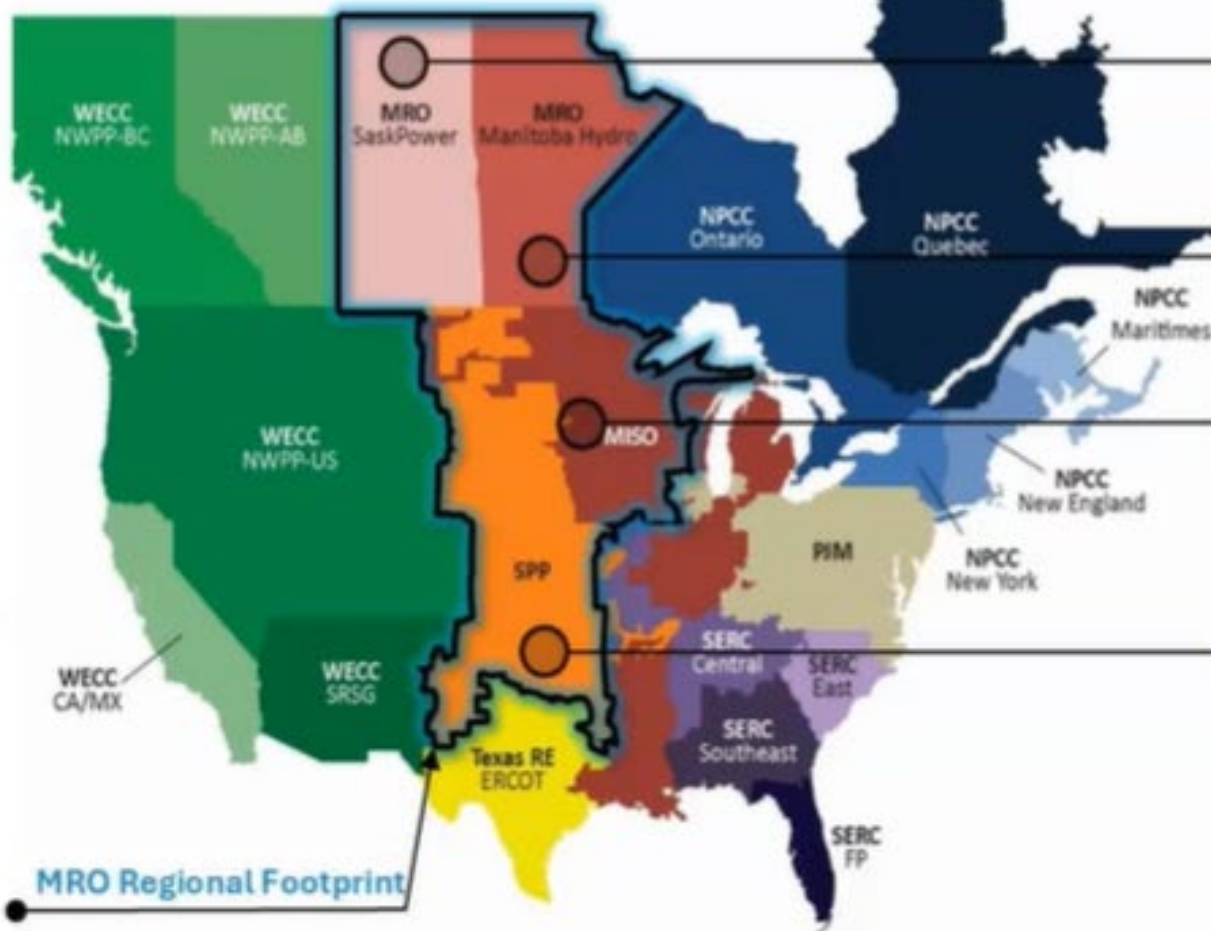 WECC
NWPP-BC
WECC
NWPP-AB
MRO
SaskPower
MRO
Manitoba Hydro
NPCC
Ontario
NPCC
Quebec
NPCC
Maritimes
WECC
NWPP-US
MISO
NPCC
New England
SPP
PJM
NPCC
New York
WECC
CA/MX
WECC
SRSG
SERC
Central
SERC
East
SERC
Southeast
Texas RE
ERCOT
SERC
FP
MRO Regional Footprint